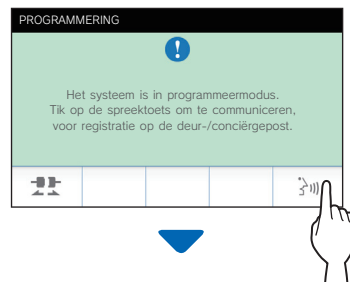 PROGRAMMERING
Het systeem is in programmeermodus.
Tik op de spreektoets om te communiceren,
voor registratie op de deur-/conciërgepost.